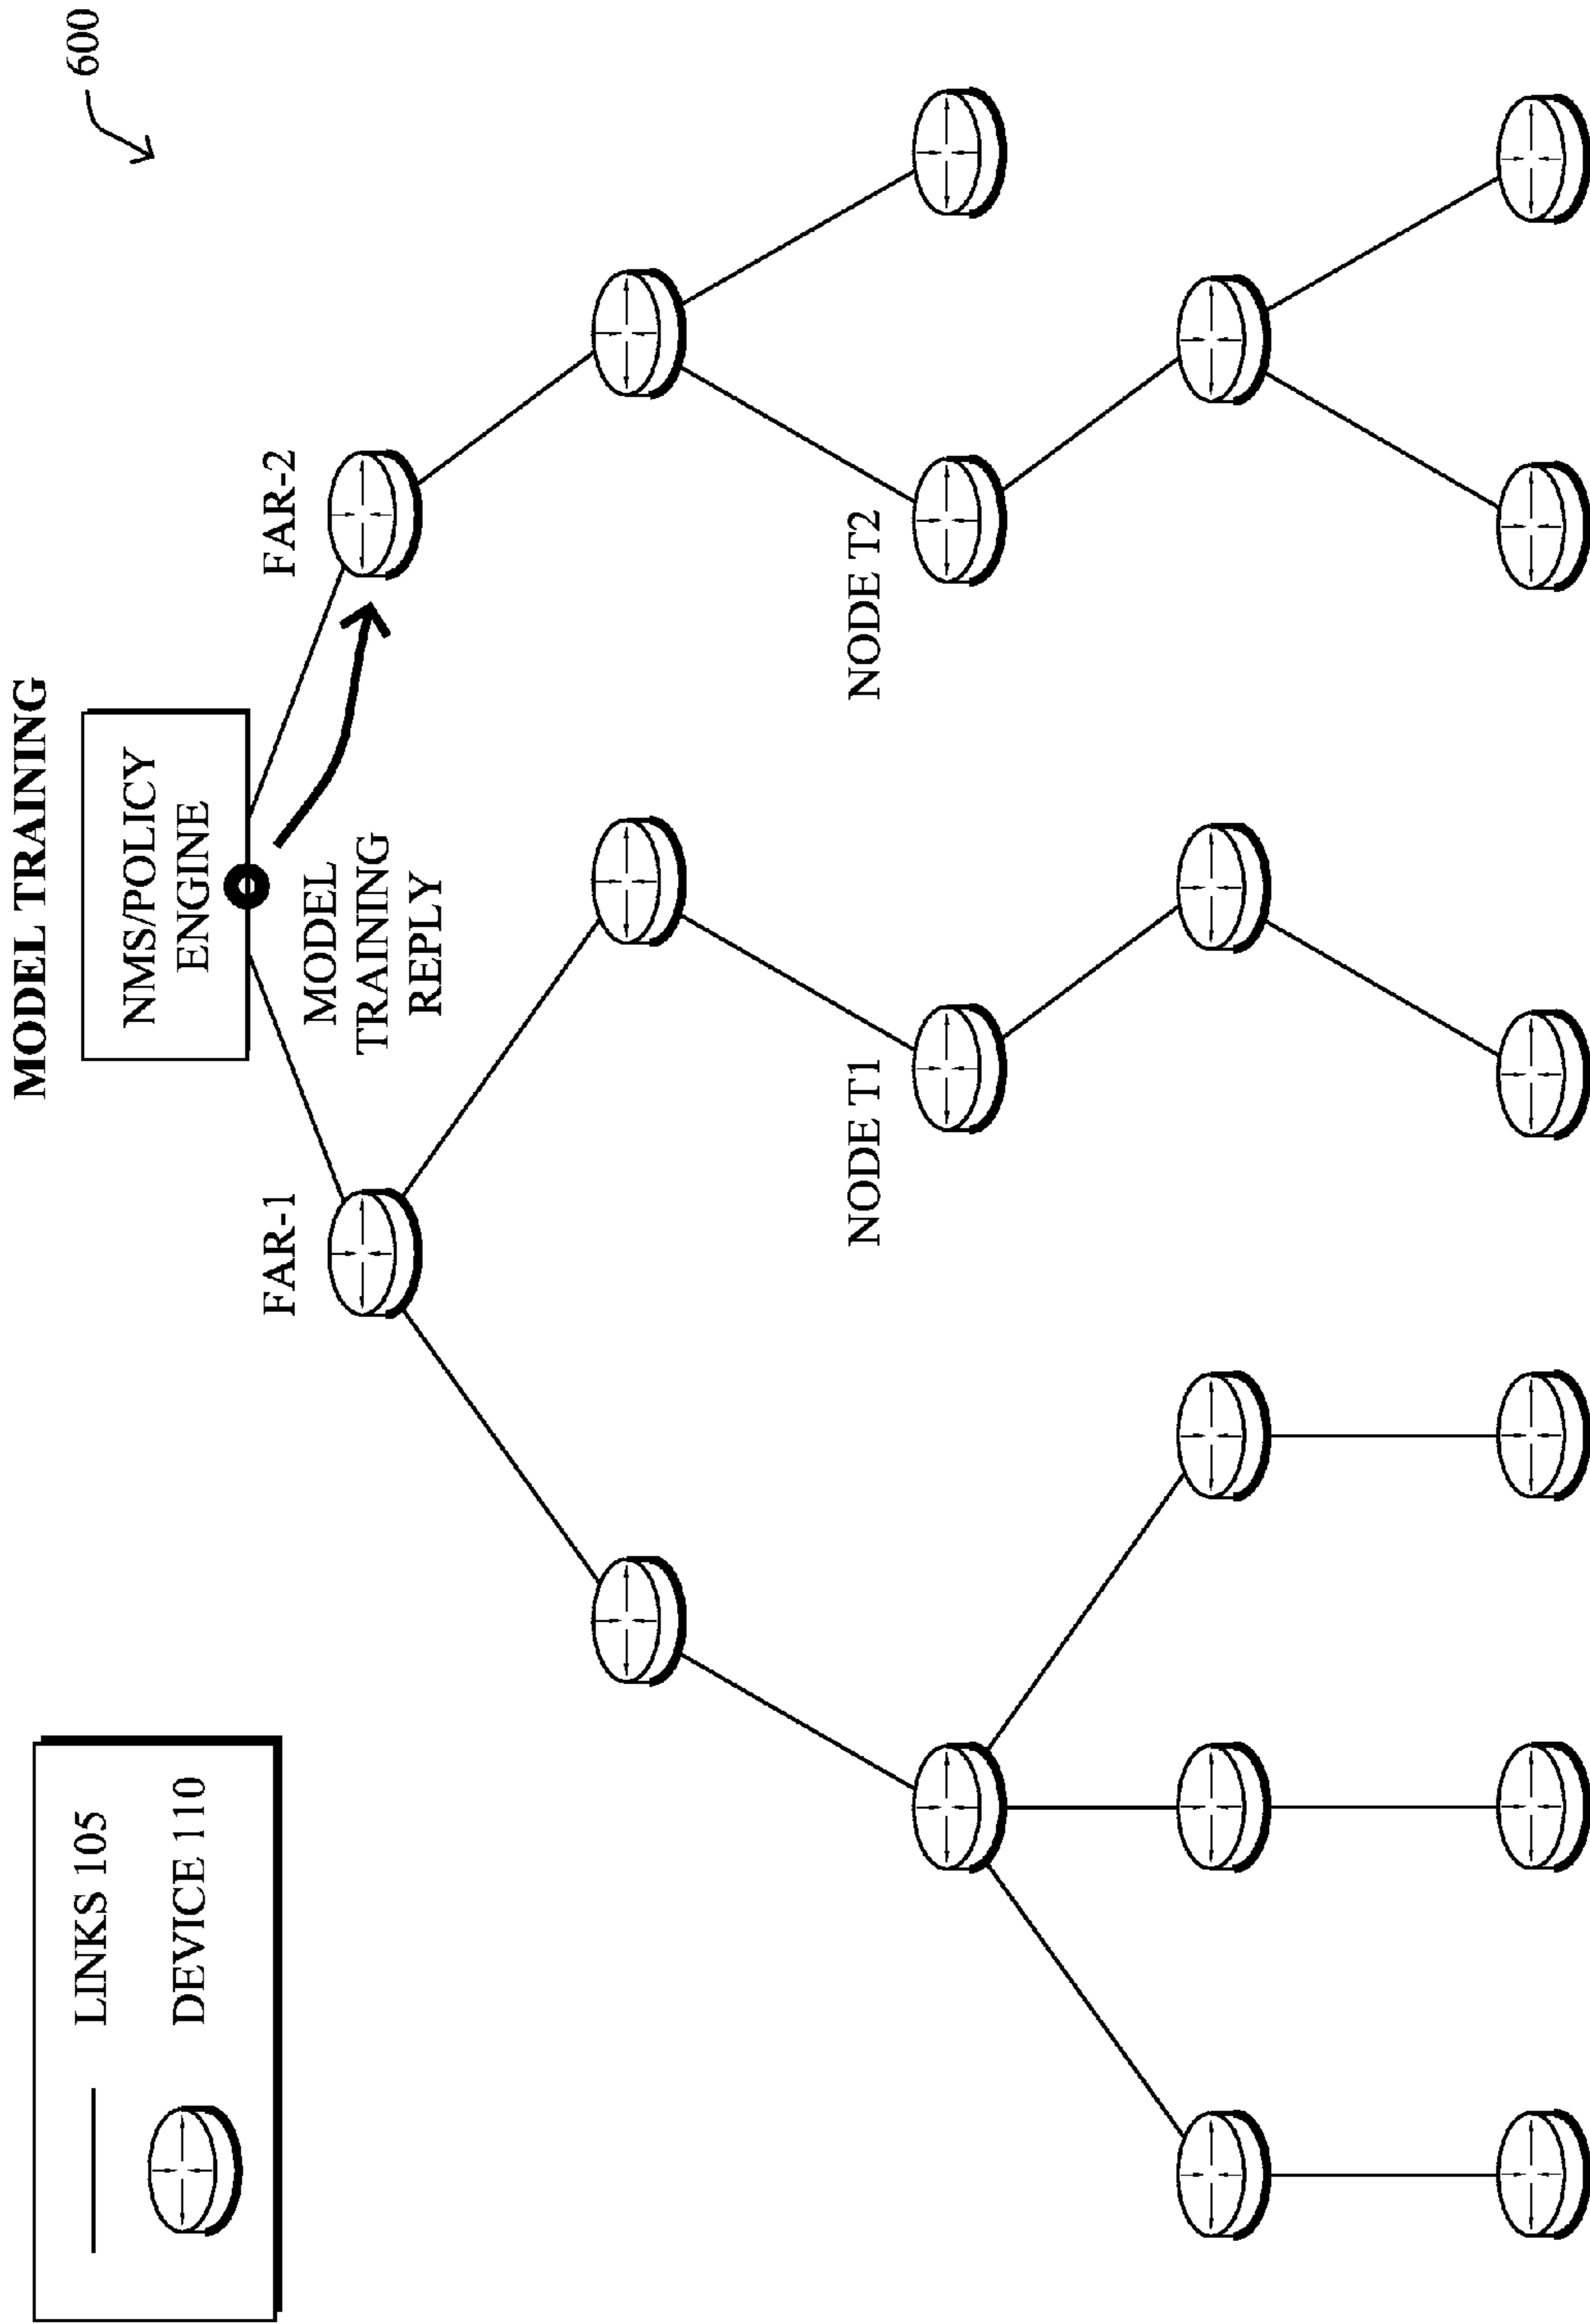 MODEL TRAINING
600
LINKS 105
DEVICE 110
NMS/POLICY
ENGINE
FAR-1
FAR-2
MODEL
TRAINING
REPLY
NODE T1
NODE T2